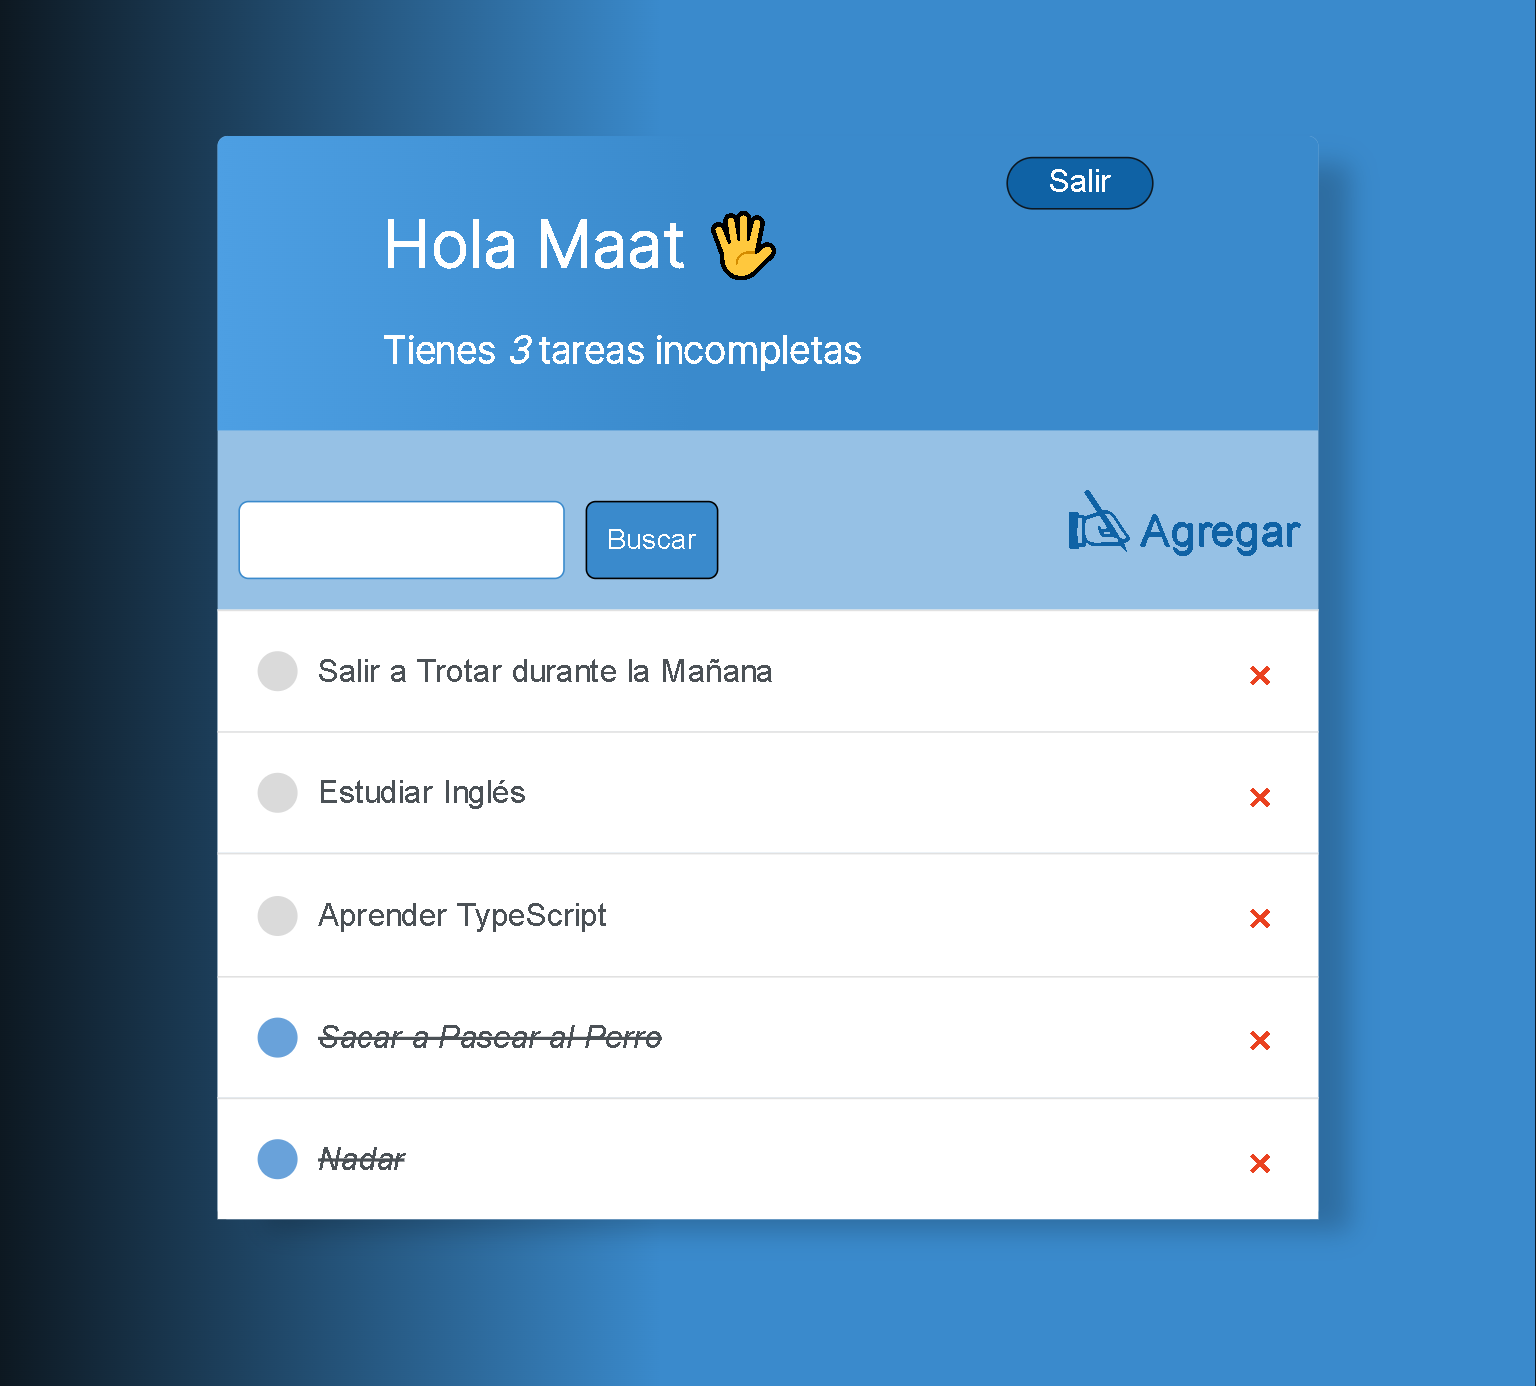 Salir
Hola Maat 🖐
Tienes 3 tareas incompletas
Buscar
Agregar
Salir a Trotar durante la Mañana
Estudiar Inglés
Aprender TypeScript
Sacar a Pasear al Perro
Nadar